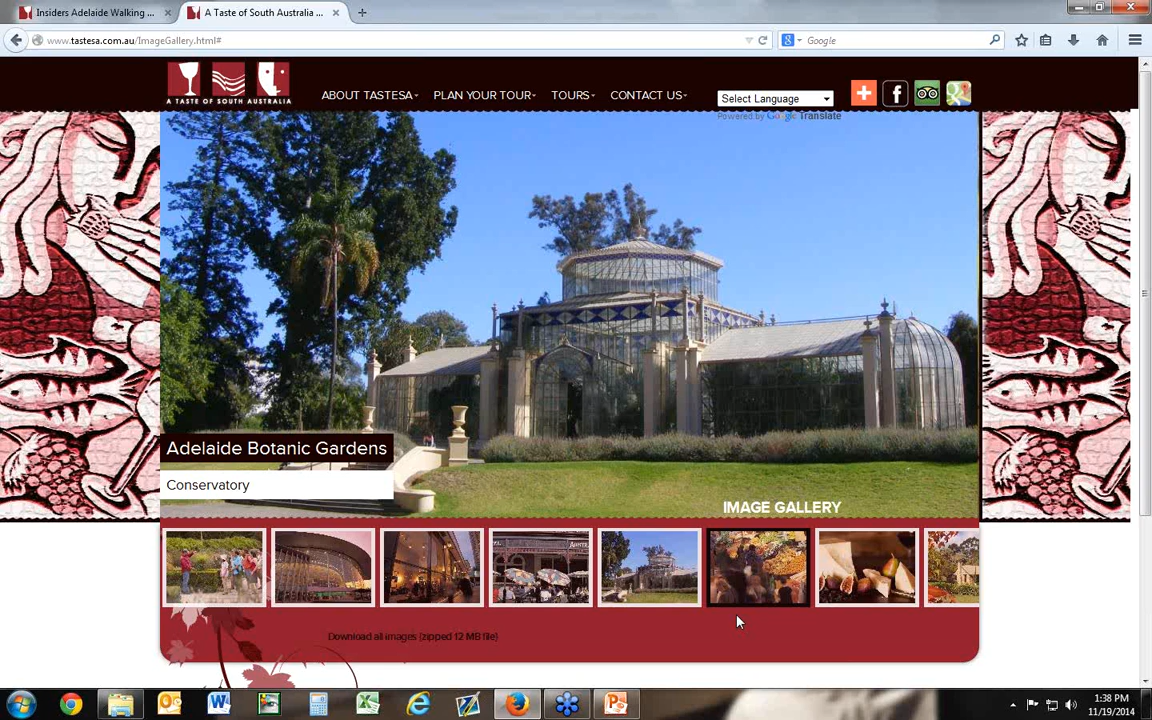 Insiders Adelaide Walking ...
A Taste of South Australia ...
www.tastesa.com.au/ImageGallery.html#
Google
A TASTE OF SOUTH AUSTRALIA
ABOUT TASTESA
PLAN YOUR TOUR
TOURS
CONTACT US
Select Language
Powered by Google Translate
Adelaide Botanic Gardens
Conservatory
IMAGE GALLERY
Download all images (zipped 12 MB file)
1:38 PM
11/19/2014